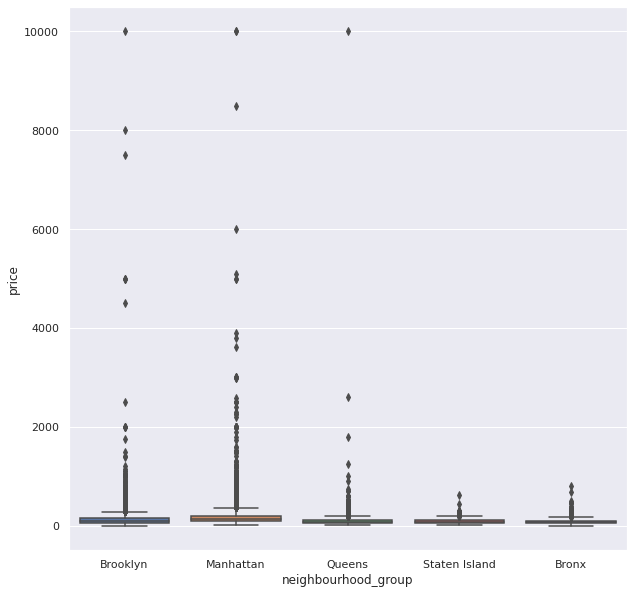 10000
8000
6000
4000
2000
0
price
Brooklyn Manhattan Queens Staten Island Bronx
neighbourhood_group